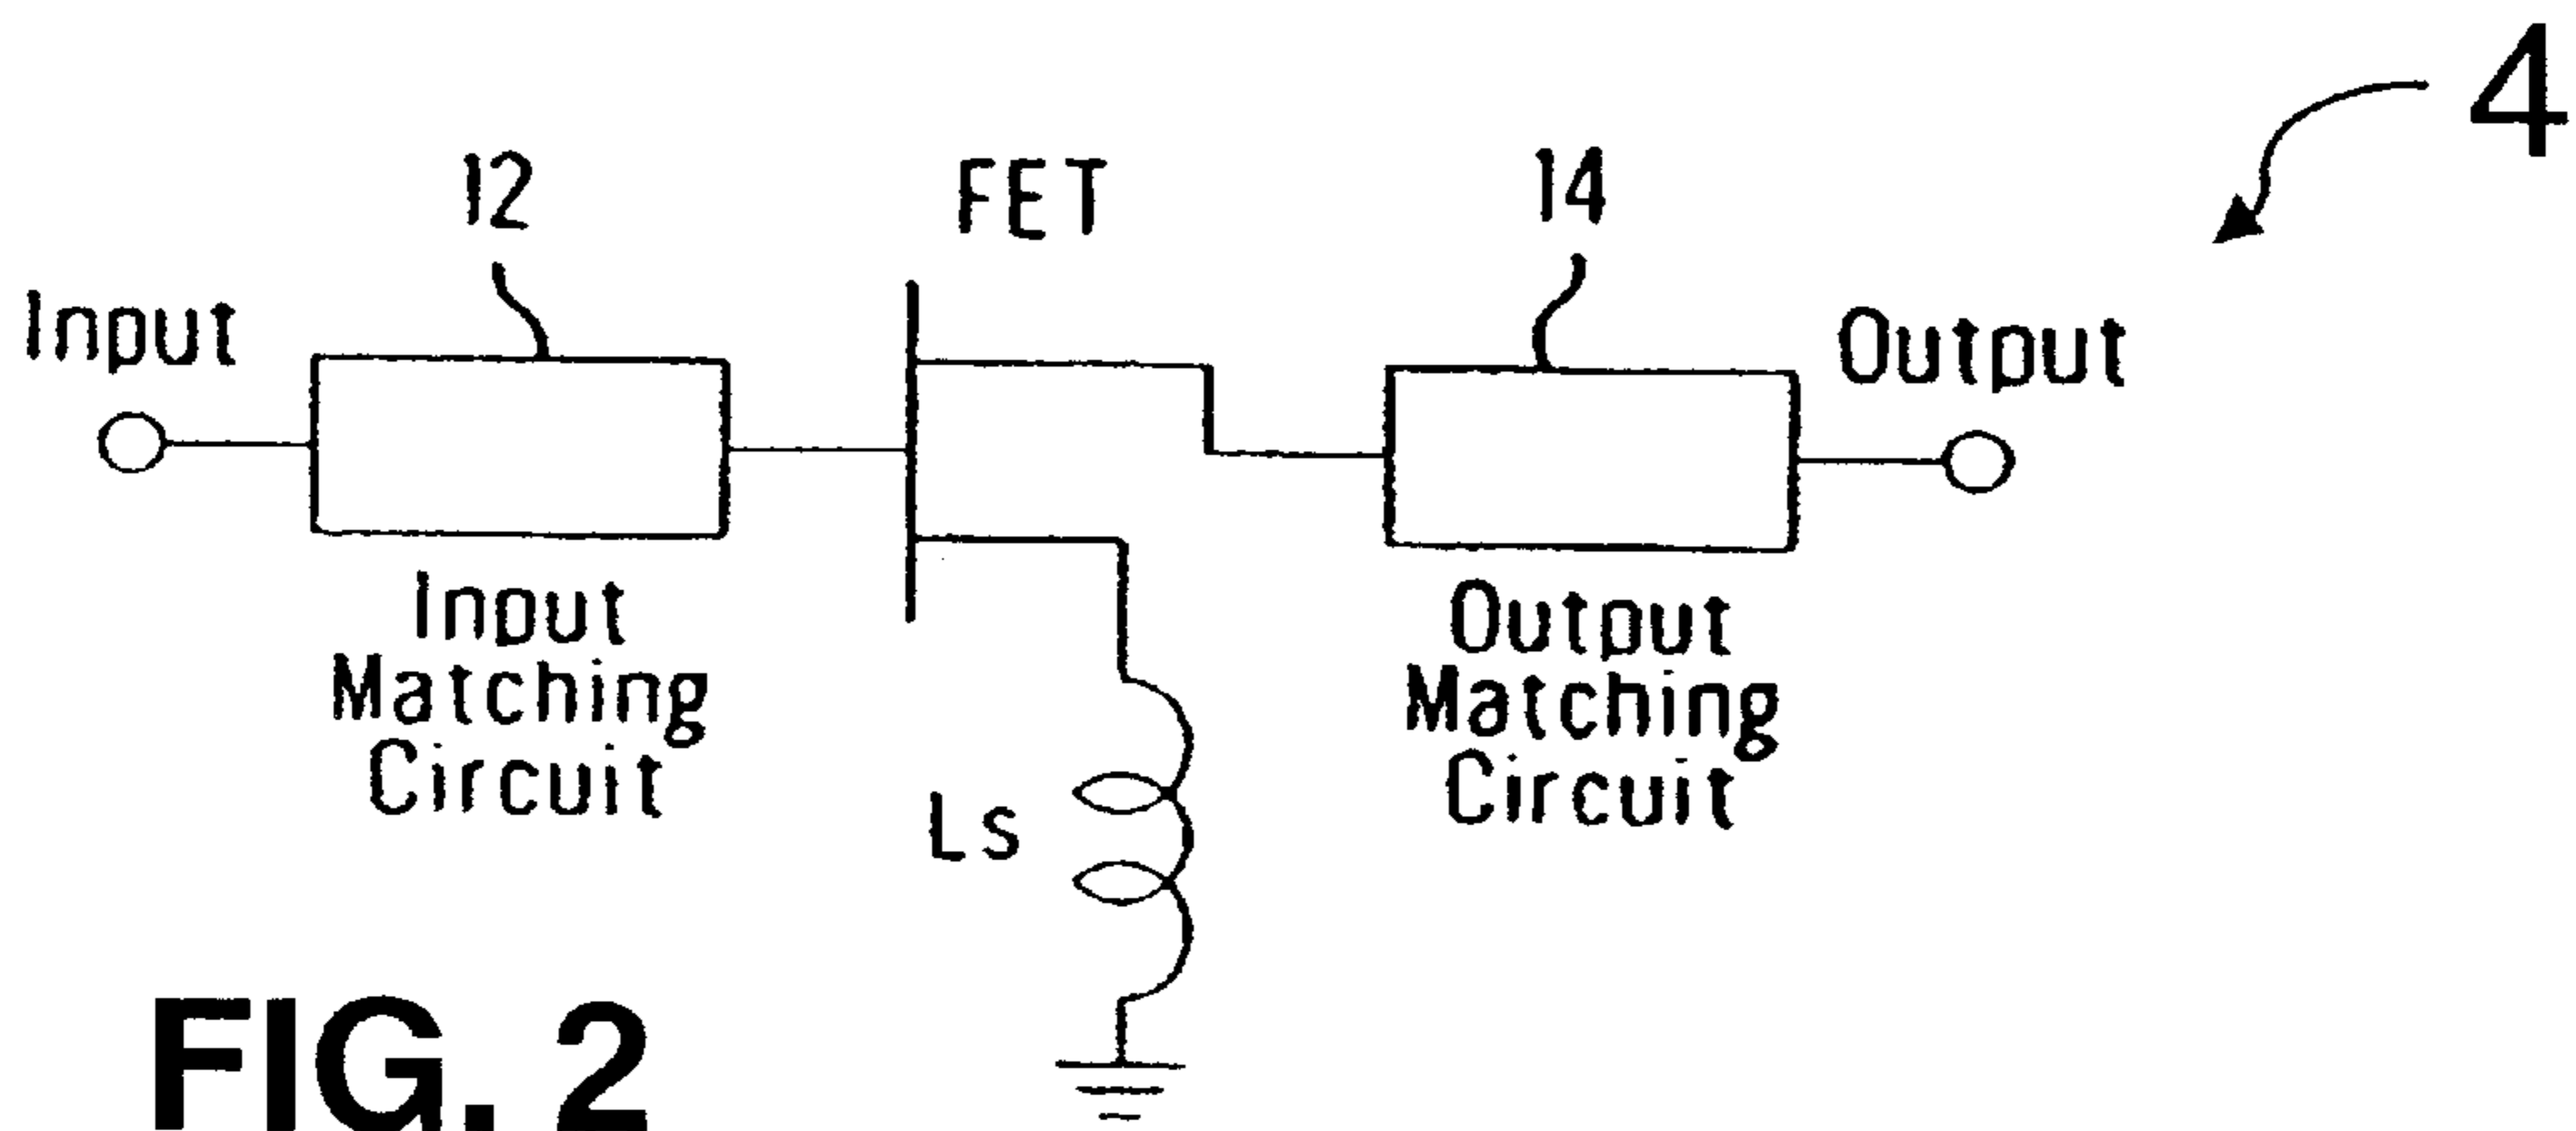 4
12
FET
14
Input
Output
Input
Matching
Circuit
Output
Matching
Circuit
Ls
FIG. 2